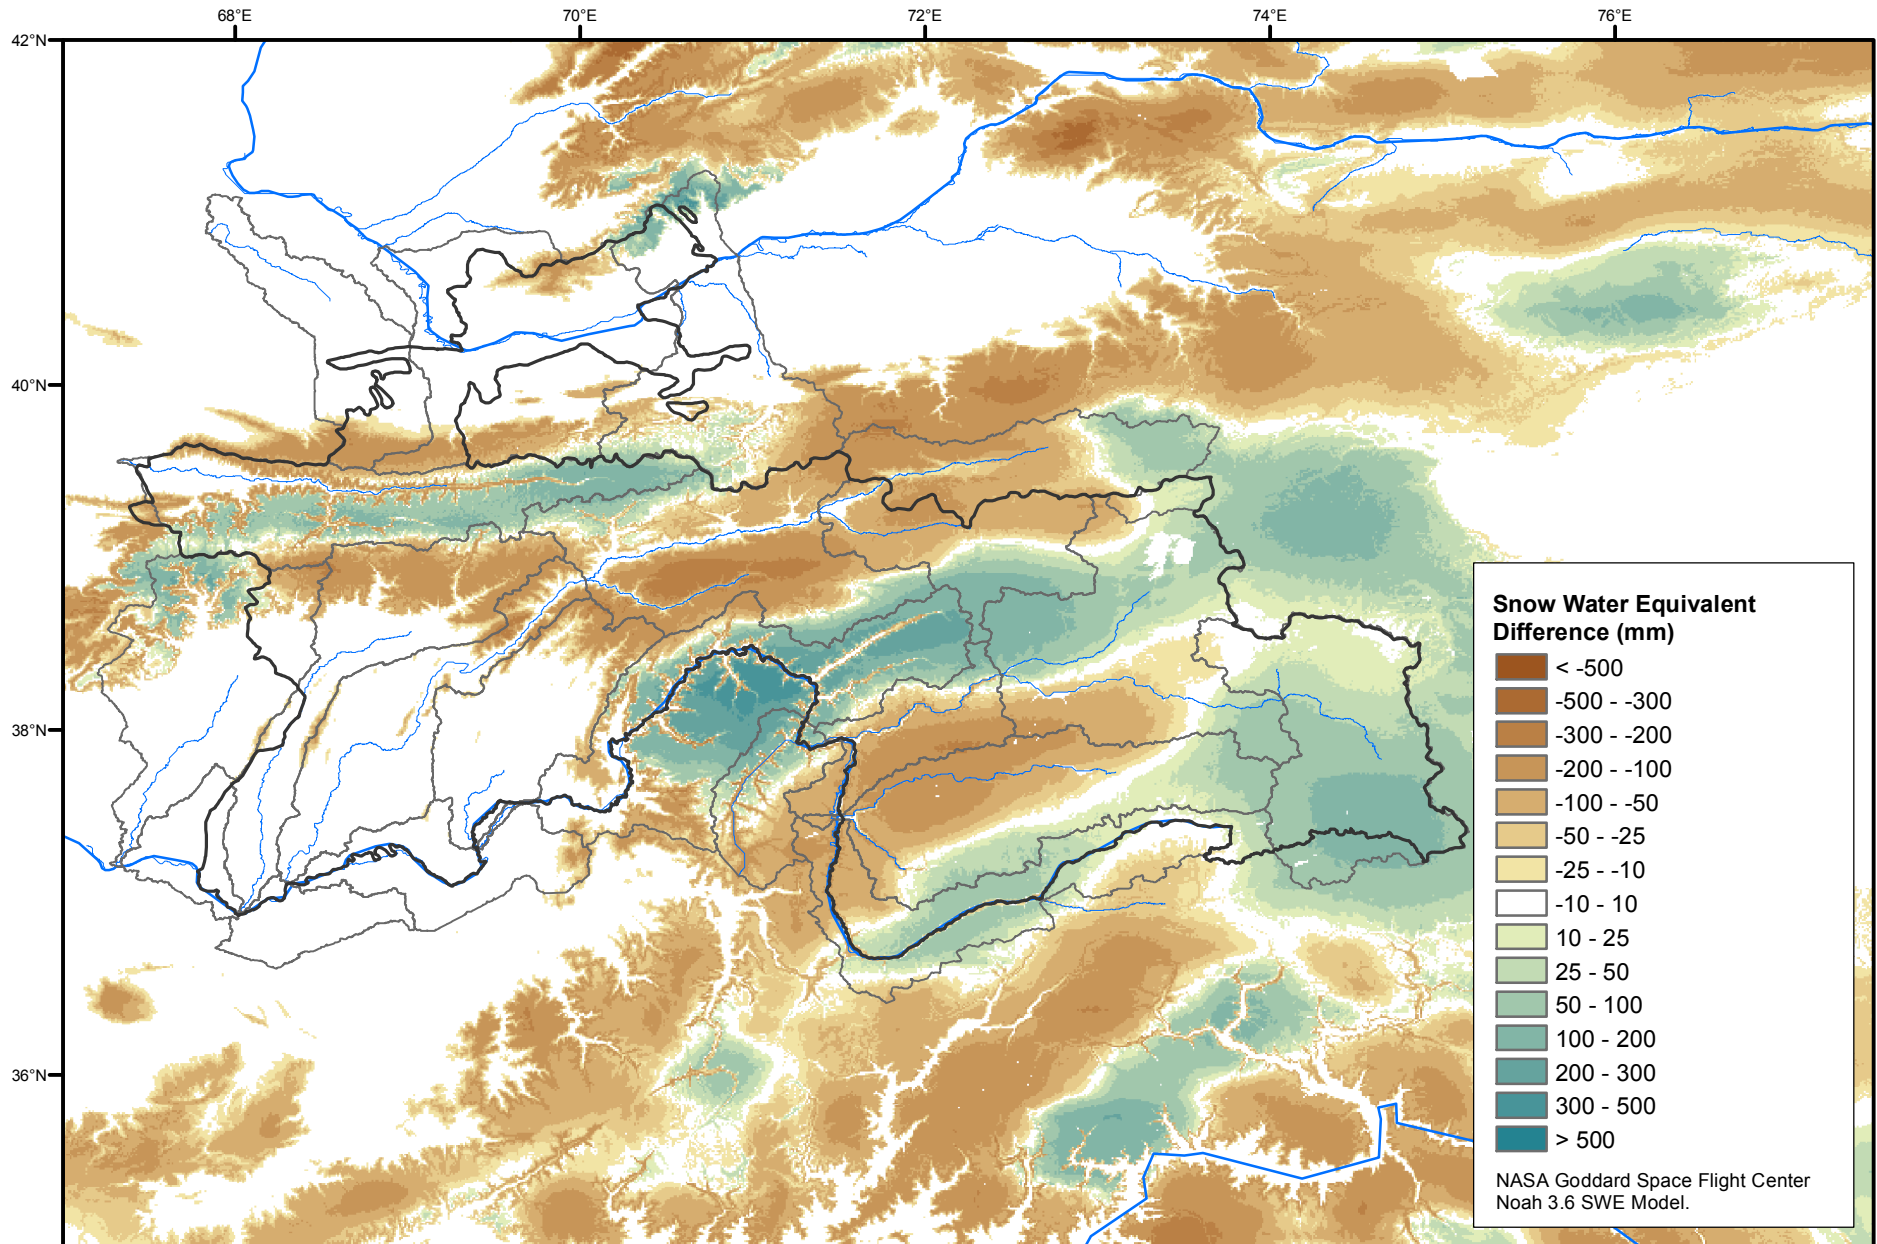 68°E
70°E
72°E
74°E
76°E
42°N
40°N
38°N
36°N
Snow Water Equivalent
Difference (mm)
< -500
-500 - -300
-300 - -200
-200 - -100
-100 - -50
-50 - -25
-25 - -10
-10 - 10
10 - 25
25 - 50
50 - 100
100 - 200
200 - 300
300 - 500
> 500
NASA Goddard Space Flight Center
Noah 3.6 SWE Model.